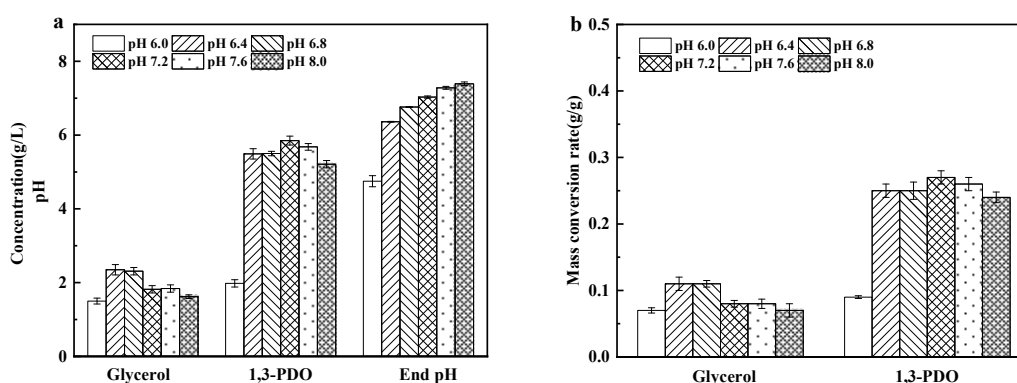 a
pH 6.0 pH 6.4 pH 6.8
pH 7.2 pH 7.6 pH 8.0
Concentration(g/L)
pH
8
6
4
2
0
Glycerol 1,3-PDO End pH
b
pH 6.0 pH 6.4 pH 6.8
pH 7.2 pH 7.6 pH 8.0
Mass conversion rate(g/g)
0.5
0.4
0.3
0.2
0.1
0.0
Glycerol 1,3-PDO